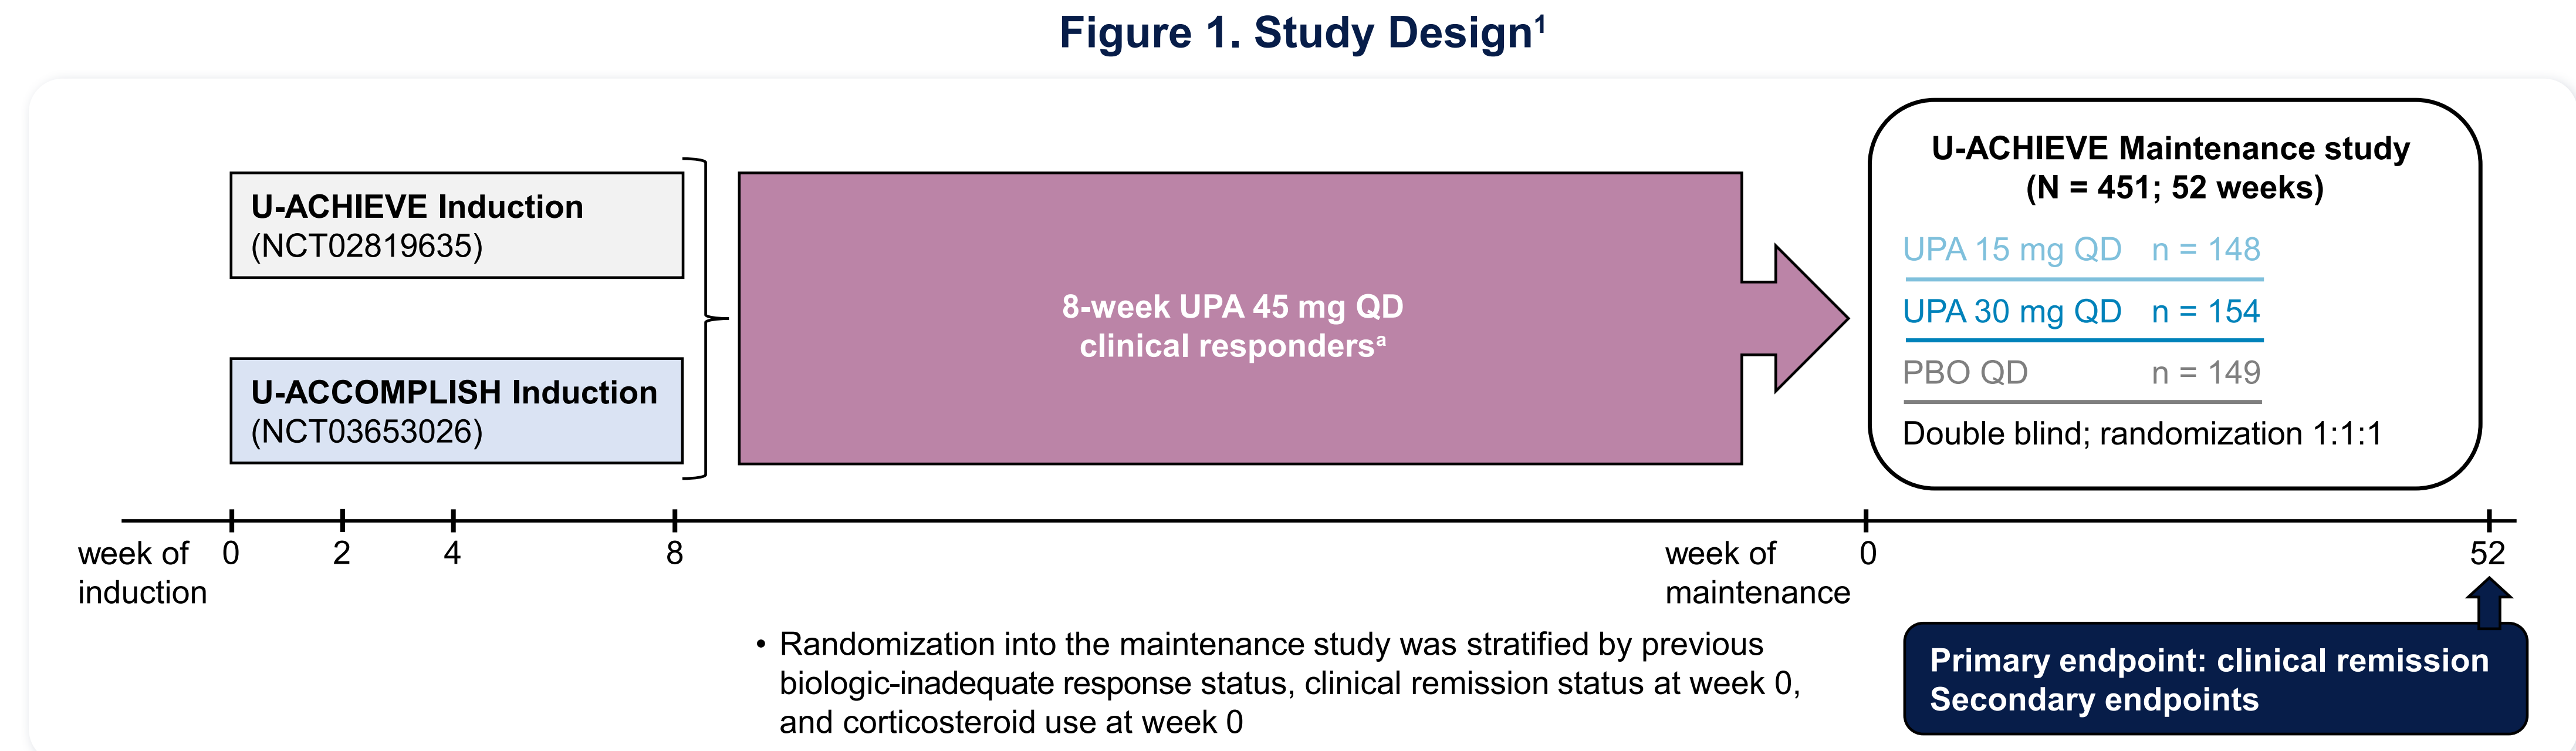 Figure 1. Study Design¹
U-ACHIEVE Induction
(NCT02819635)
U-ACCOMPLISH Induction
(NCT03653026)
8-week UPA 45 mg QD
clinical respondersᵃ
U-ACHIEVE Maintenance study
(N = 451; 52 weeks)
UPA 15 mg QD n = 148
UPA 30 mg QD n = 154
PBO QD n = 149
Double blind; randomization 1:1:1
week of
induction
0 2 4 8
week of
maintenance
0 52
• Randomization into the maintenance study was stratified by previous
biologic-inadequate response status, clinical remission status at week 0,
and corticosteroid use at week 0
Primary endpoint: clinical remission
Secondary endpoints